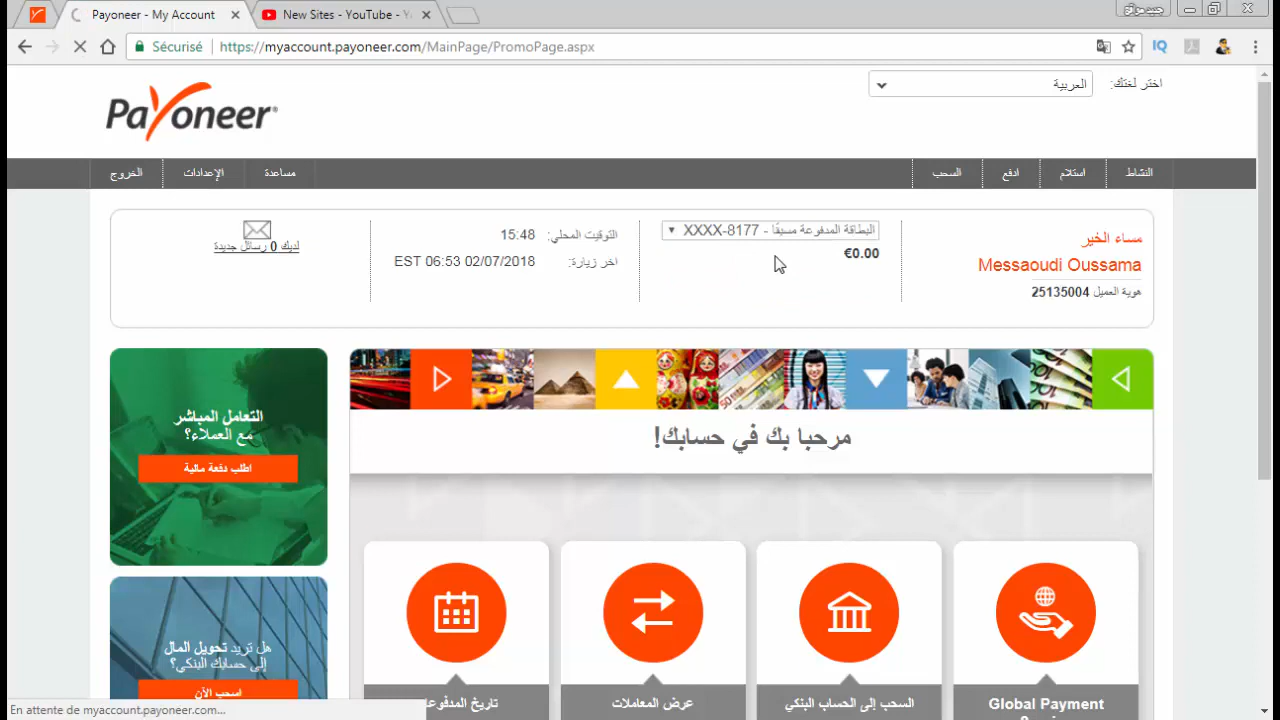 Payoneer - My Account
New Sites - YouTube - Y
Sécurisé
https://myaccount.payoneer.com/MainPage/PromoPage.aspx
اختر لغتك:
العربية
Payoneer
النشاط
استلام
ادفع
السحب
مساعدة
الإعدادات
الخروج
مساء الخير
Messaoudi Oussama
هوية العميل 25135004
البطاقة المدفوعة مسبقًا - XXXX-8177
€0.00
التوقيت المحلي: 15:48
اخر زيارة: EST 06:53 02/07/2018
لديك 0 رسائل جديدة
مرحبا بك في حسابك!
التعامل المباشر
مع العملاء؟
اطلب دفعة مالية
هل تريد تحويل المال
إلى حسابك البنكي؟
اسحب الآن
Global Payment
السحب إلى الحساب البنكي
عرض المعاملات
تاريخ المدفوعا
En attente de myaccount.payoneer.com...